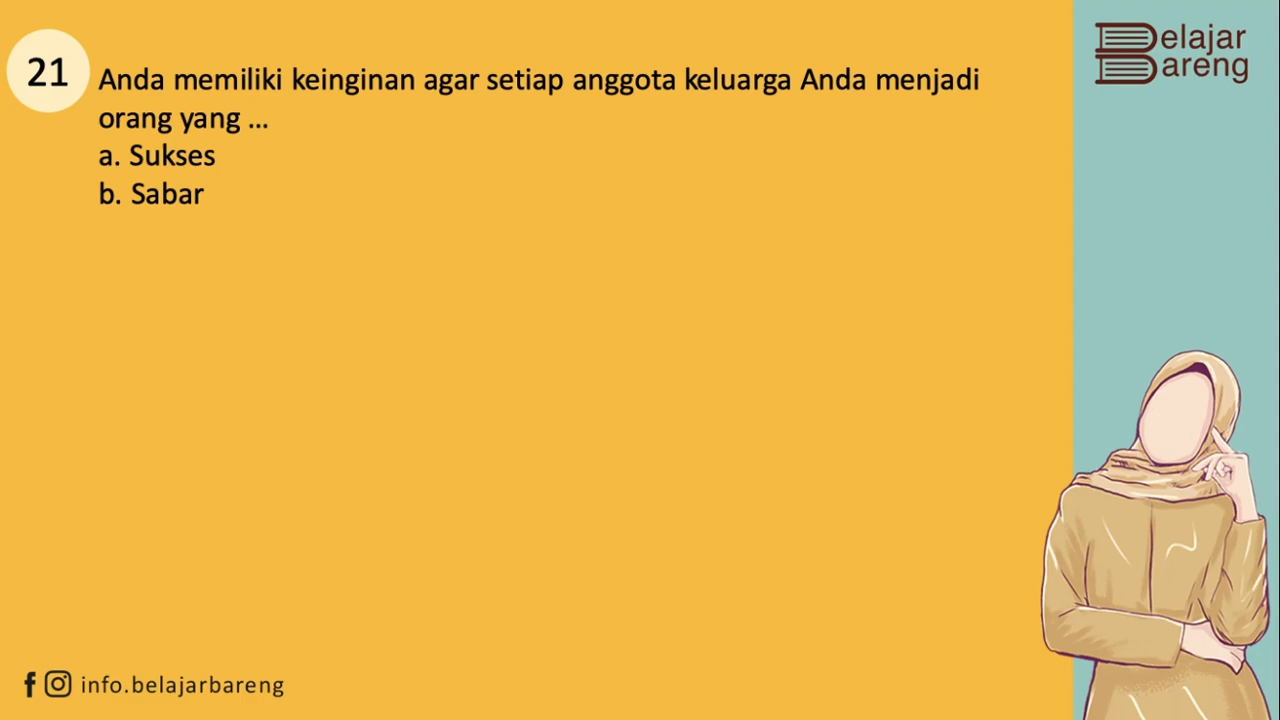 21
Anda memiliki keinginan agar setiap anggota keluarga Anda menjadi
orang yang ...
a. Sukses
b. Sabar
Belajar
Bareng
info.belajarbareng